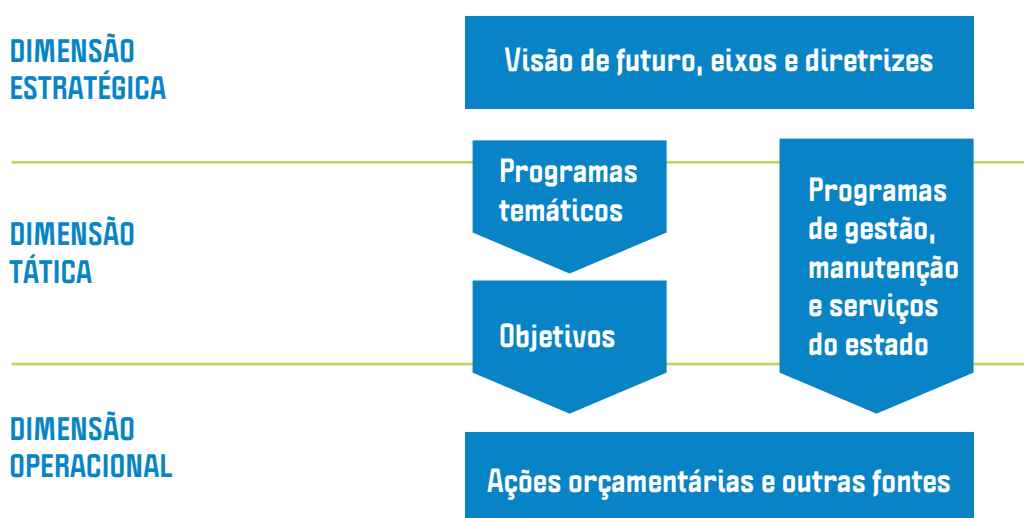 DIMENSÃO
ESTRATÉGICA
Visão de futuro, eixos e diretrizes
DIMENSÃO
TÁTICA
Programas
temáticos
Objetivos
Programas
de gestão,
manutenção
e serviços
do estado
DIMENSÃO
OPERACIONAL
Ações orçamentárias e outras fontes